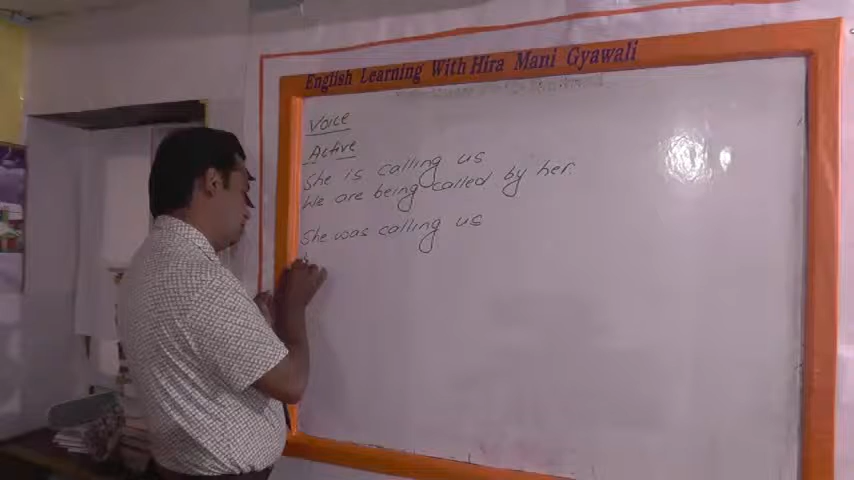 English Learning With Hira Mani Gyawali
Voice
Active
She is calling us
We are being called by her.
She was calling us